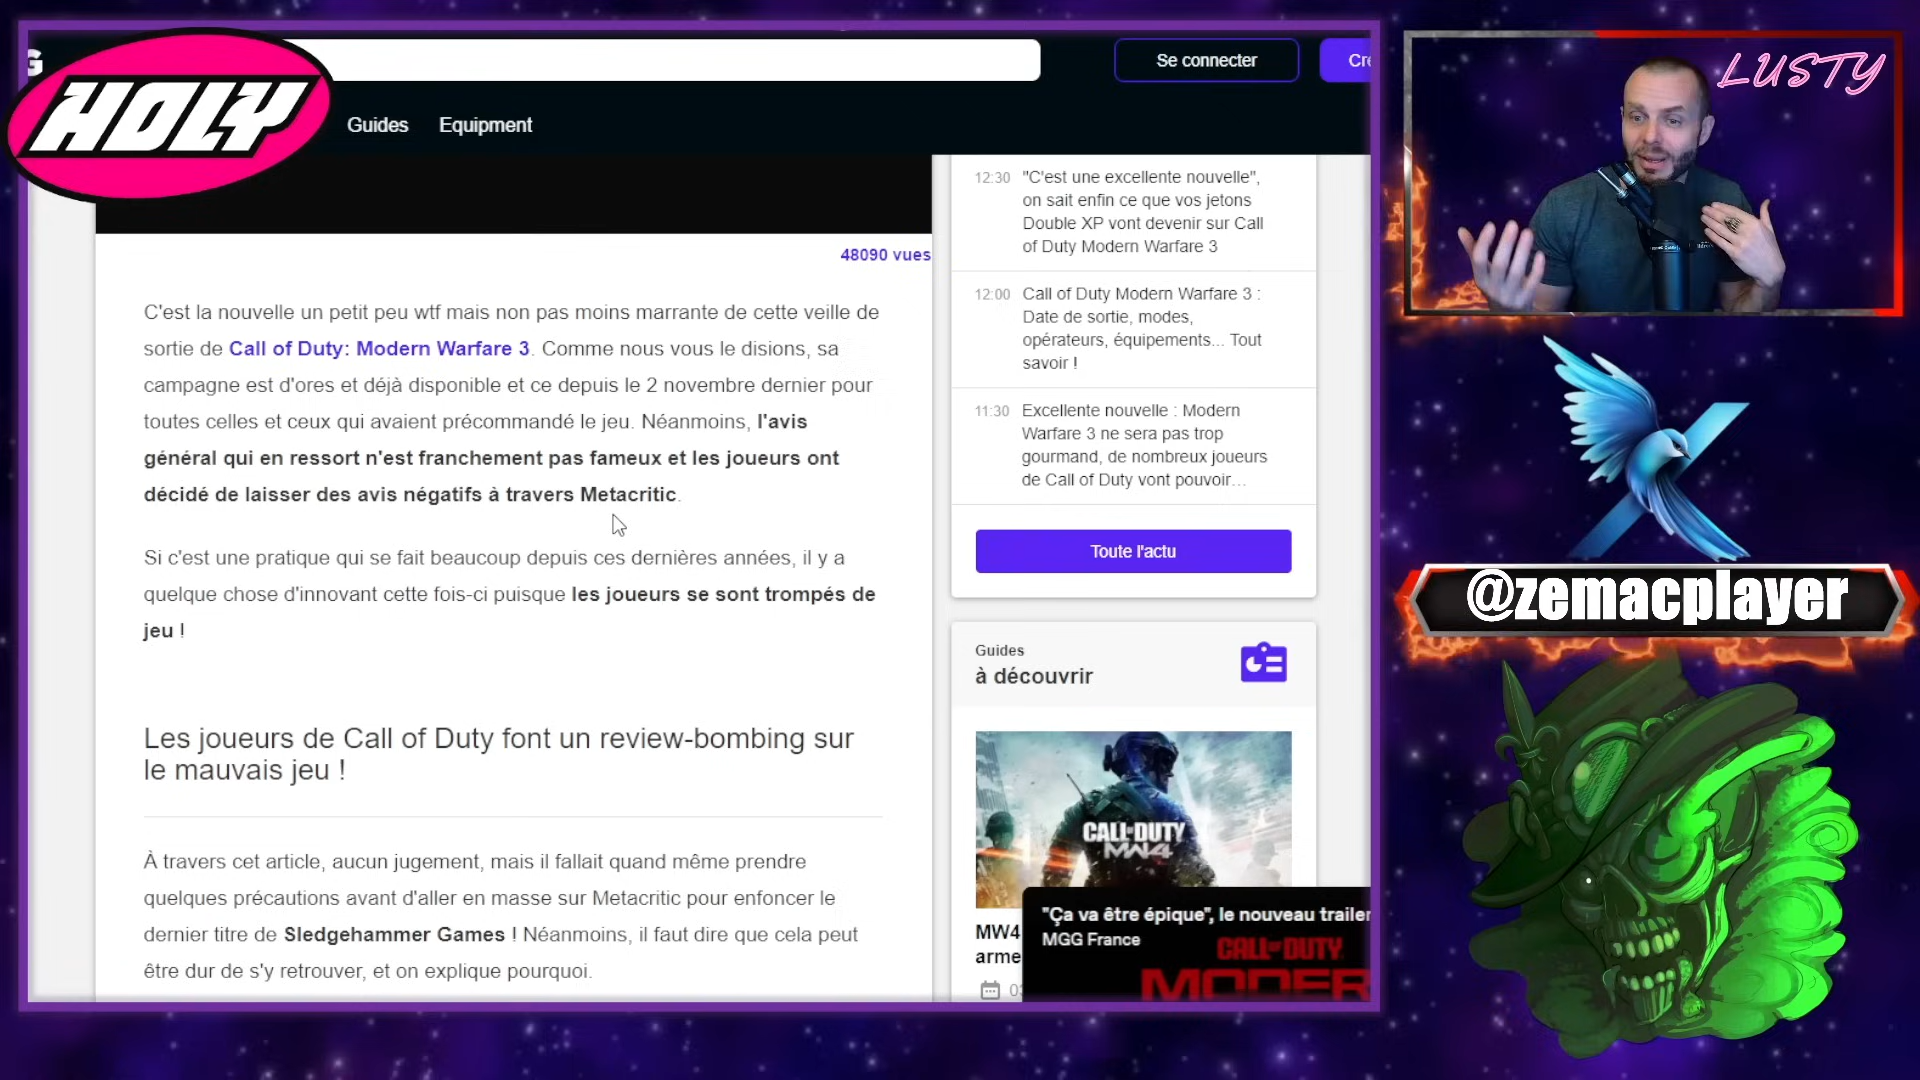 G
HOLY
Se connecter
Cr
Guides
Equipment
48090 vues
C'est la nouvelle un petit peu wtf mais non pas moins marrante de cette veille de
sortie de Call of Duty: Modern Warfare 3. Comme nous vous le disions, sa
campagne est d'ores et déjà disponible et ce depuis le 2 novembre dernier pour
toutes celles et ceux qui avaient précommandé le jeu. Néanmoins, l'avis
général qui en ressort n'est franchement pas fameux et les joueurs ont
décidé de laisser des avis négatifs à travers Metacritic.
Si c'est une pratique qui se fait beaucoup depuis ces dernières années, il y a
quelque chose d'innovant cette fois-ci puisque les joueurs se sont trompés de
jeu !
Les joueurs de Call of Duty font un review-bombing sur
le mauvais jeu !
À travers cet article, aucun jugement, mais il fallait quand même prendre
quelques précautions avant d'aller en masse sur Metacritic pour enfoncer le
dernier titre de Sledgehammer Games ! Néanmoins, il faut dire que cela peut
être dur de s'y retrouver, et on explique pourquoi.
12:30 "C'est une excellente nouvelle",
on sait enfin ce que vos jetons
Double XP vont devenir sur Call
of Duty Modern Warfare 3
12:00 Call of Duty Modern Warfare 3 :
Date de sortie, modes,
opérateurs, équipements... Tout
savoir !
11:30 Excellente nouvelle : Modern
Warfare 3 ne sera pas trop
gourmand, de nombreux joueurs
de Call of Duty vont pouvoir...
Toute l'actu
Guides
à découvrir
CALL OF DUTY
MW4
MW4
arme
"Ça va être épique", le nouveau trailer
MGG France
CALL OF DUTY
MODER
LUSTY
@zemacplayer